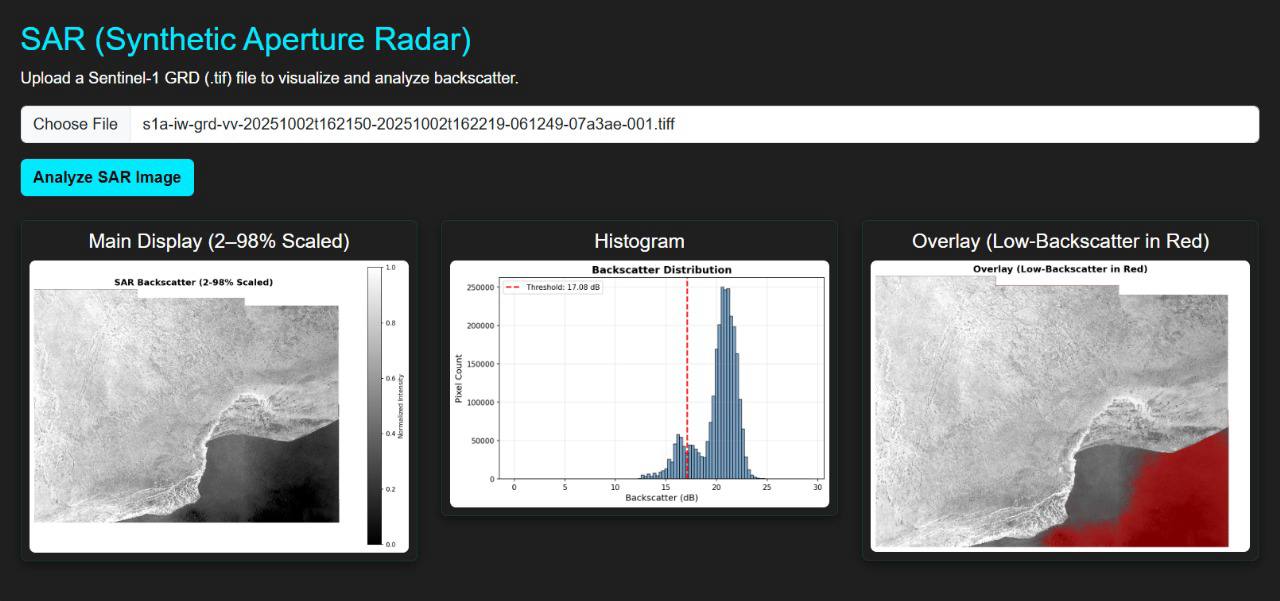 SAR (Synthetic Aperture Radar)
Upload a Sentinel-1 GRD (.tif) file to visualize and analyze backscatter.
Choose File
s1a-iw-grd-vv-20251002t162150-20251002t162219-061249-07a3ae-001.tiff
Analyze SAR Image
Main Display (2–98% Scaled)
SAR Backscatter (2-98% Scaled)
1.0
0.8
0.6
0.4
0.2
0.0
Normalized Intensity
Histogram
Backscatter Distribution
Threshold: 17.08 dB
250000
200000
150000
100000
50000
0
Pixel Count
0 5 10 15 20 25 30
Backscatter (dB)
Overlay (Low-Backscatter in Red)
Overlay (Low-Backscatter in Red)